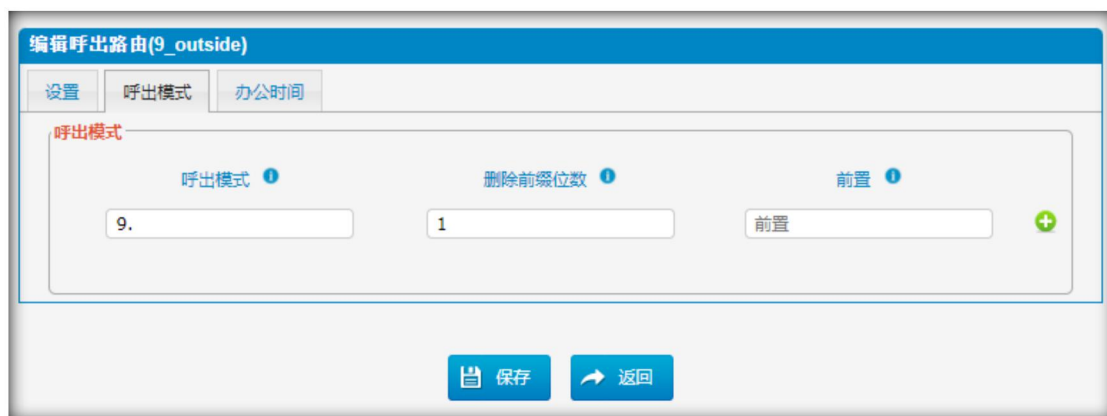 编辑呼出路由(9_outside)
设置 呼出模式 办公时间
呼出模式
呼出模式 删除前缀位数 前置
9. 1 前置
保存 返回